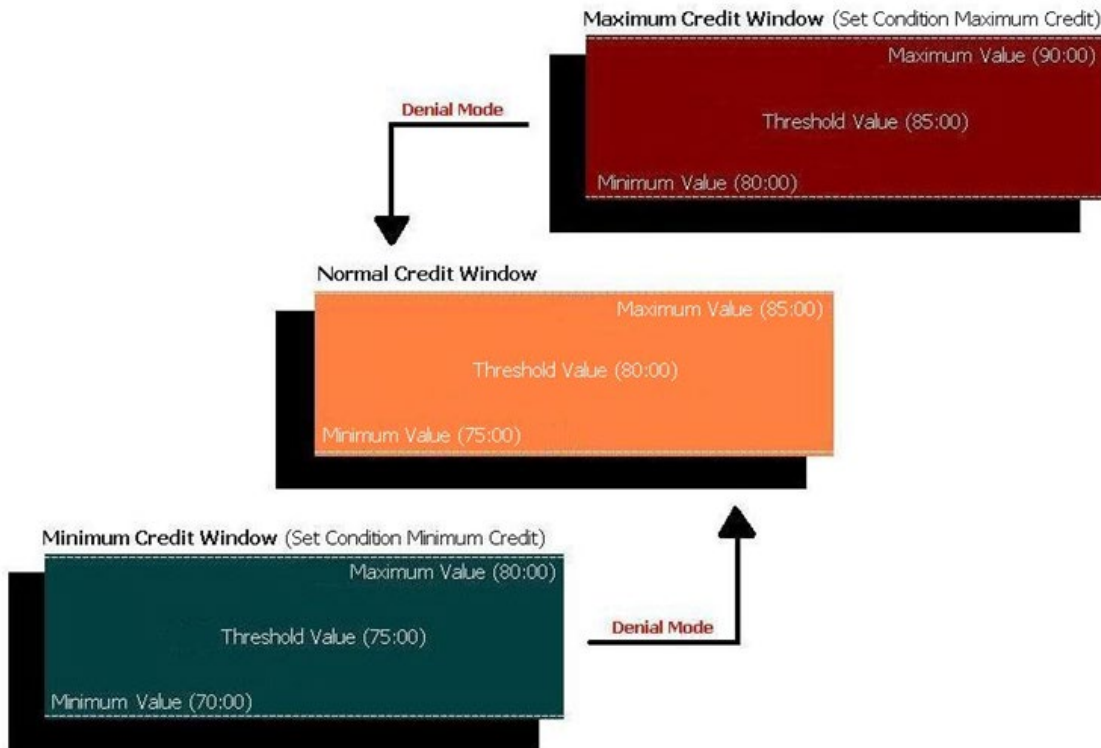 Maximum Credit Window (Set Condition Maximum Credit)
Maximum Value (90:00)
Denial Mode
Threshold Value (85:00)
Minimum Value (80:00)
Normal Credit Window
Maximum Value (85:00)
Threshold Value (80:00)
Minimum Value (75:00)
Minimum Credit Window (Set Condition Minimum Credit)
Maximum Value (80:00)
Threshold Value (75:00)
Denial Mode
Minimum Value (70:00)